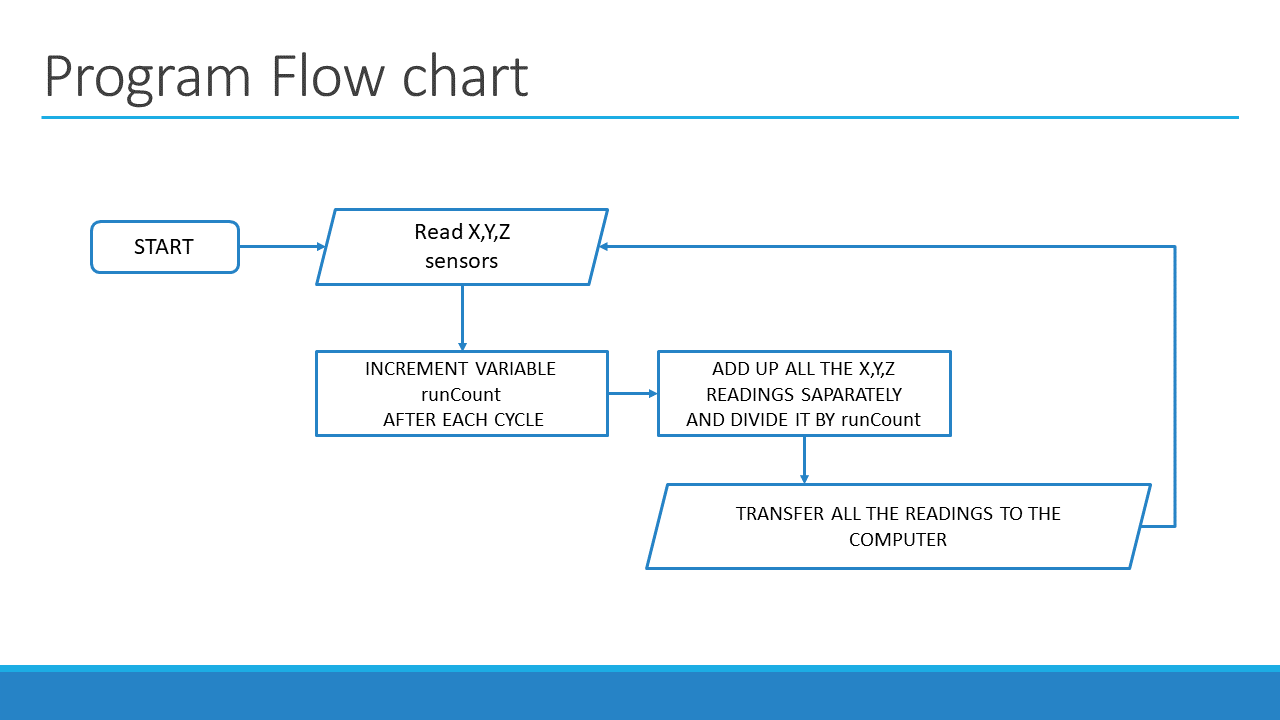 Program Flow chart
START
Read X,Y,Z
sensors
INCREMENT VARIABLE
runCount
AFTER EACH CYCLE
ADD UP ALL THE X,Y,Z
READINGS SAPARATELY
AND DIVIDE IT BY runCount
TRANSFER ALL THE READINGS TO THE
COMPUTER